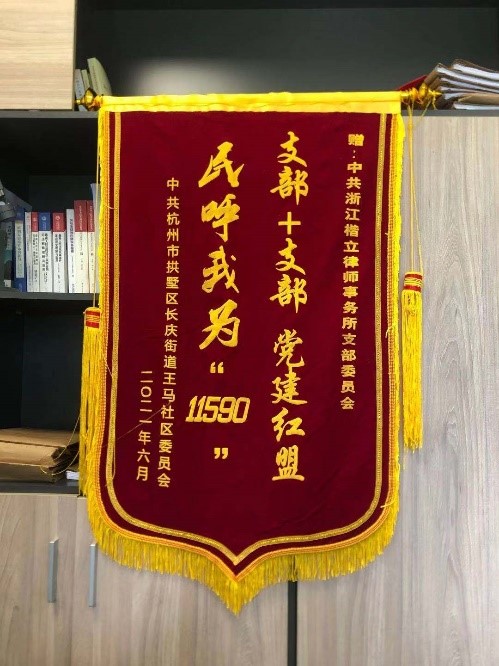 赠：中共浙江楷立律师事务所支部委员会
支部＋支部 党建红盟
民呼我为“11590”
中共杭州市拱墅区长庆街道王马社区委员会
二〇二一年六月